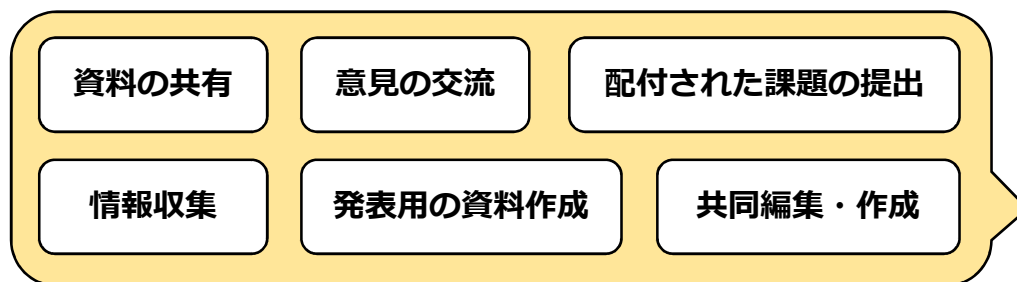 資料の共有
意見の交流
配付された課題の提出
情報収集
発表用の資料作成
共同編集・作成